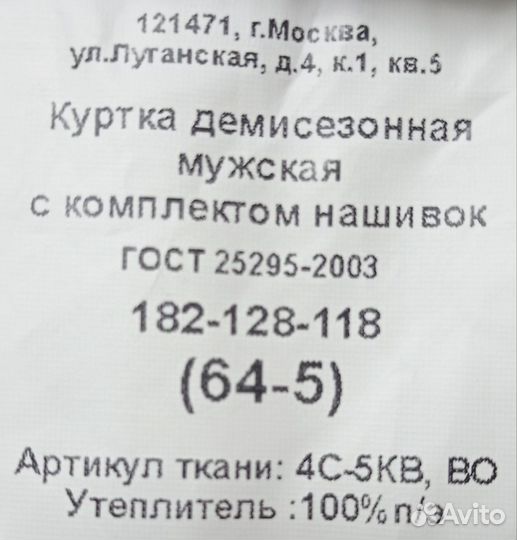 121471, г.Москва,
ул.Луганская, д.4, к.1, кв.5
Куртка демисезонная
мужская
с комплектом нашивок
ГОСТ 25295-2003
182-128-118
(64-5)
Артикул ткани: 4С-5КВ, ВО
Утеплитель :100% п/э
Avito